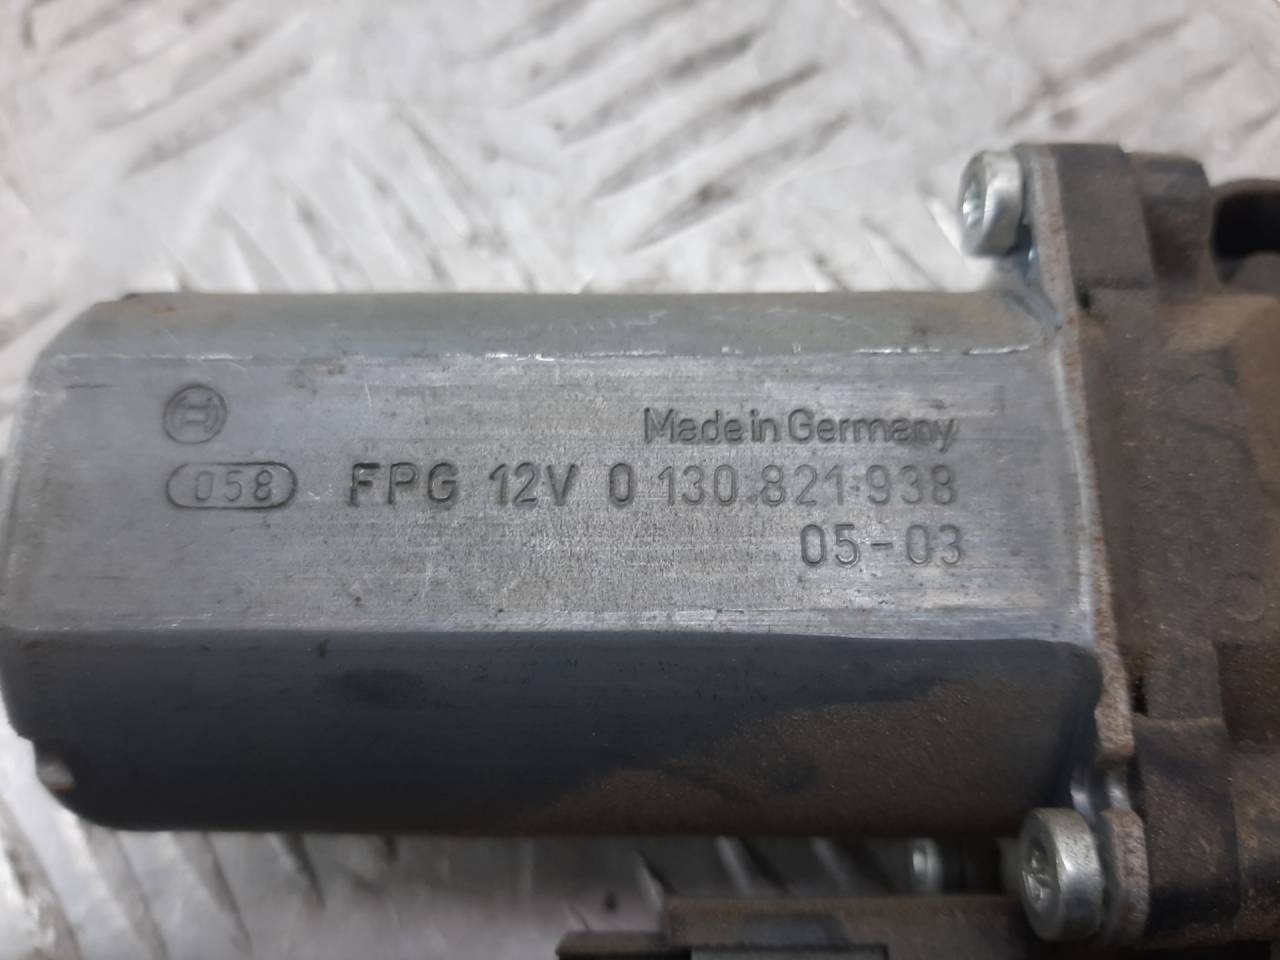 Made in Germany
058 FPG 12V 0 130.821.938
05-03